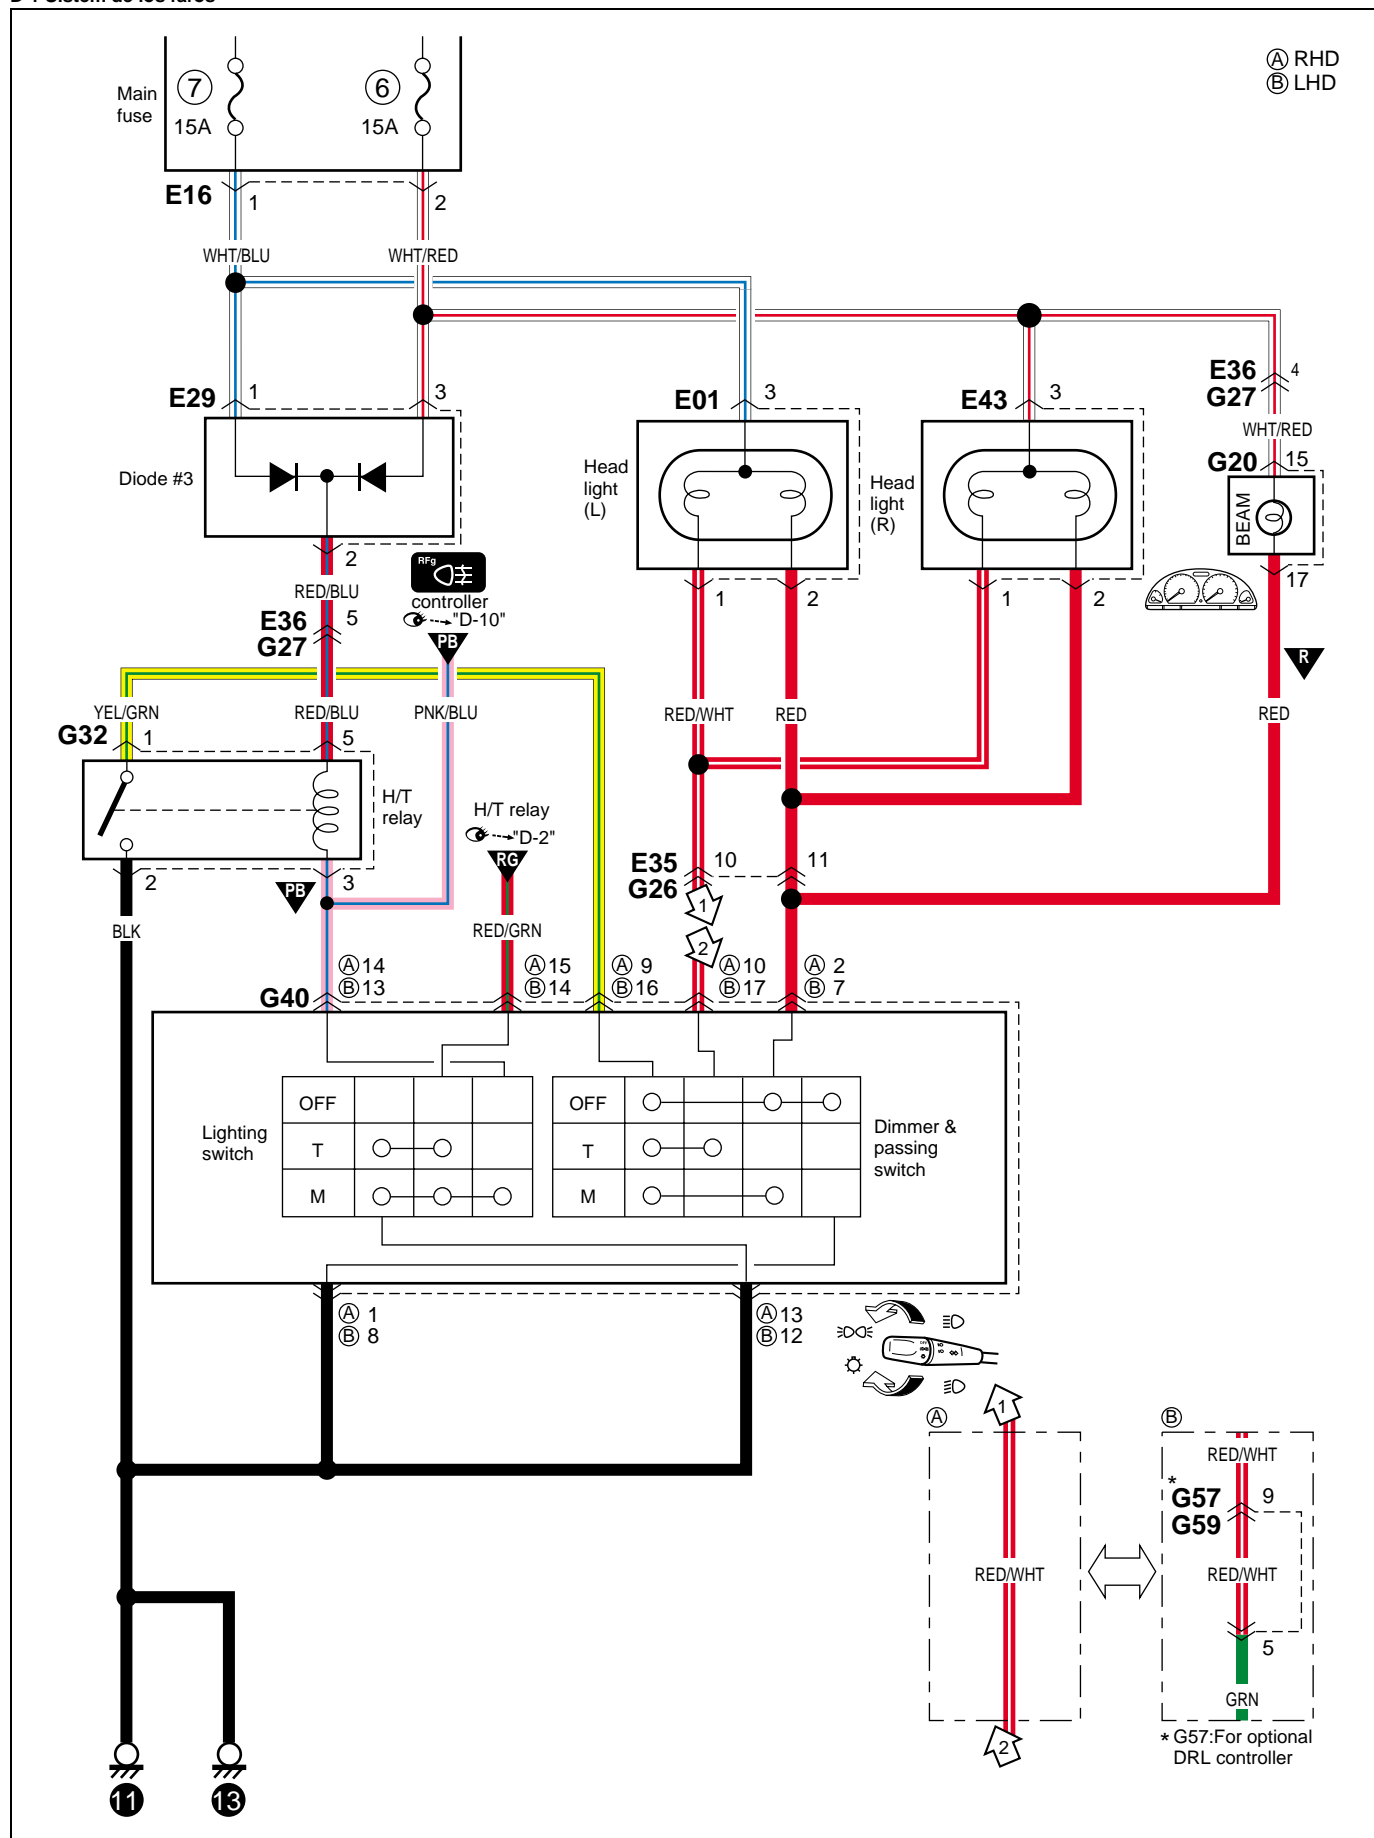 Ⓐ RHD
Ⓑ LHD
Main
fuse
7
15A
6
15A
E16
1
2
WHT/BLU
WHT/RED
E29
1
3
E01
3
E43
3
E36
G27
4
WHT/RED
G20
15
Diode #3
Head
light
(L)
Head
light
(R)
BEAM
2
RFg
controller
"D-10"
PB
RED/BLU
E36
G27
5
1
2
1
2
17
R
YEL/GRN
RED/BLU
PNK/BLU
RED/WHT
RED
RED
G32
1
5
H/T
relay
H/T relay
"D-2"
RG
E35
G26
10
11
2
3
PB
1
2
BLK
RED/GRN
Ⓐ14
Ⓑ13
Ⓐ15
Ⓑ14
Ⓐ 9
Ⓑ16
Ⓐ10
Ⓑ17
Ⓐ 2
Ⓑ 7
G40
Lighting
switch
OFF
T
M
OFF
T
M
Dimmer &
passing
switch
Ⓐ 1
Ⓑ 8
Ⓐ13
Ⓑ12
Ⓐ
1
RED/WHT
2
Ⓑ
RED/WHT
*
G57
G59
9
RED/WHT
5
GRN
* G57:For optional
DRL controller
11
13